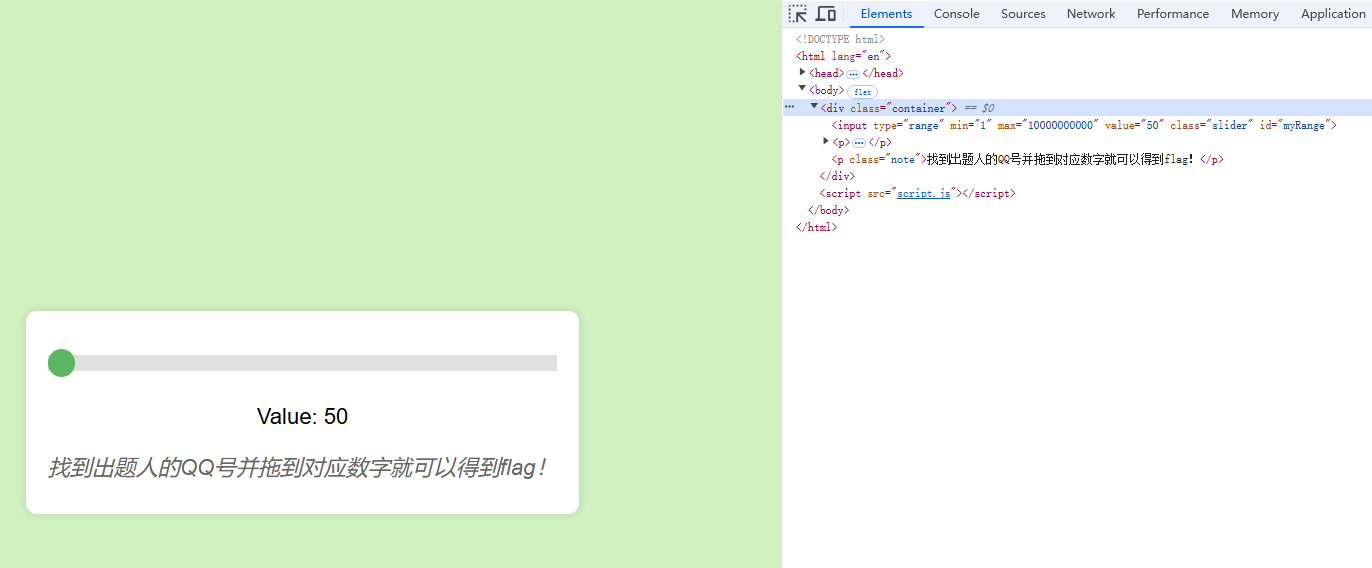 Value: 50
找到出题人的QQ号并拖到对应数字就可以得到flag!
Elements Console Sources Network Performance Memory Application
<!DOCTYPE html>
<html lang="en">
<head>⋯</head>
<body> flex
<div class="container"> == $0
<input type="range" min="1" max="10000000000" value="50" class="slider" id="myRange">
<p>⋯</p>
<p class="note">找到出题人的QQ号并拖到对应数字就可以得到flag!</p>
</div>
<script src="script.js"></script>
</body>
</html>